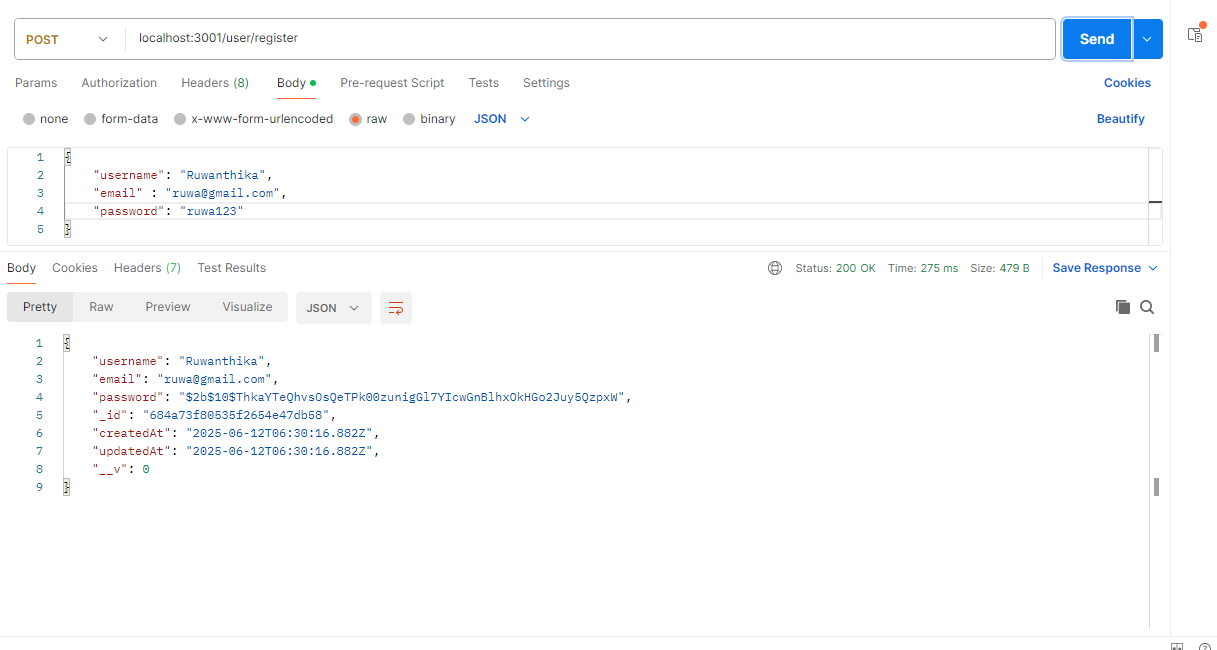 POST
localhost:3001/user/register
Send
Params Authorization Headers (8) Body Pre-request Script Tests Settings Cookies
none form-data x-www-form-urlencoded raw binary JSON Beautify
1 {
2 "username": "Ruwanthika",
3 "email" : "ruwa@gmail.com",
4 "password": "ruwa123"
5 }
Body Cookies Headers (7) Test Results Status: 200 OK Time: 275 ms Size: 479 B Save Response
Pretty Raw Preview Visualize JSON
1 {
2 "username": "Ruwanthika",
3 "email": "ruwa@gmail.com",
4 "password": "$2b$10$ThkaYTeQhvsOsQeTPk00zunigGl7YIcwGnBlhxOkHGo2Juy5QzpxW",
5 "_id": "684a73f80535f2654e47db58",
6 "createdAt": "2025-06-12T06:30:16.882Z",
7 "updatedAt": "2025-06-12T06:30:16.882Z",
8 "__v": 0
9 }